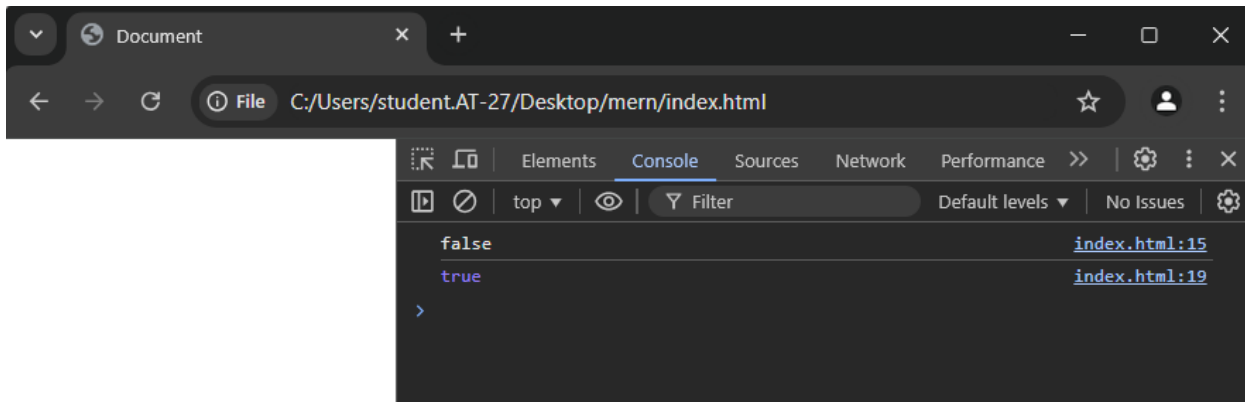 Document
File C:/Users/student.AT-27/Desktop/mern/index.html
Elements Console Sources Network Performance
top Filter Default levels No Issues
false index.html:15
true index.html:19